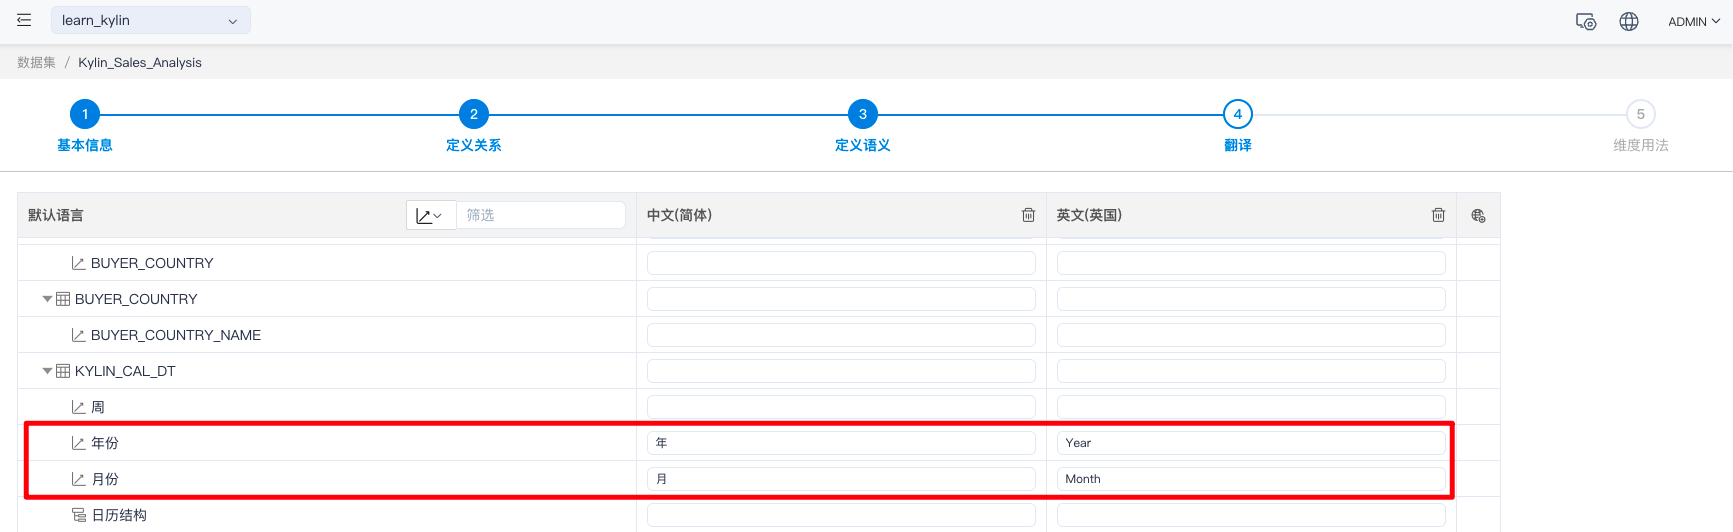 learn_kylin
ADMIN
数据集 / Kylin_Sales_Analysis
1 2 3 4 5
基本信息 定义关系 定义语义 翻译 维度用法
默认语言 筛选 中文(简体) 英文(英国)
BUYER_COUNTRY
BUYER_COUNTRY
BUYER_COUNTRY_NAME
KYLIN_CAL_DT
周
年份 年 Year
月份 月 Month
日历结构